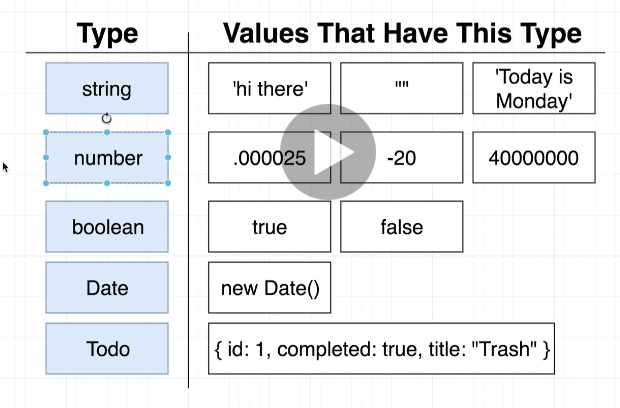 Type Values That Have This Type
string 'hi there' "" 'Today is
Monday'
number .000025 -20 40000000
boolean true false
Date new Date()
Todo { id: 1, completed: true, title: "Trash" }